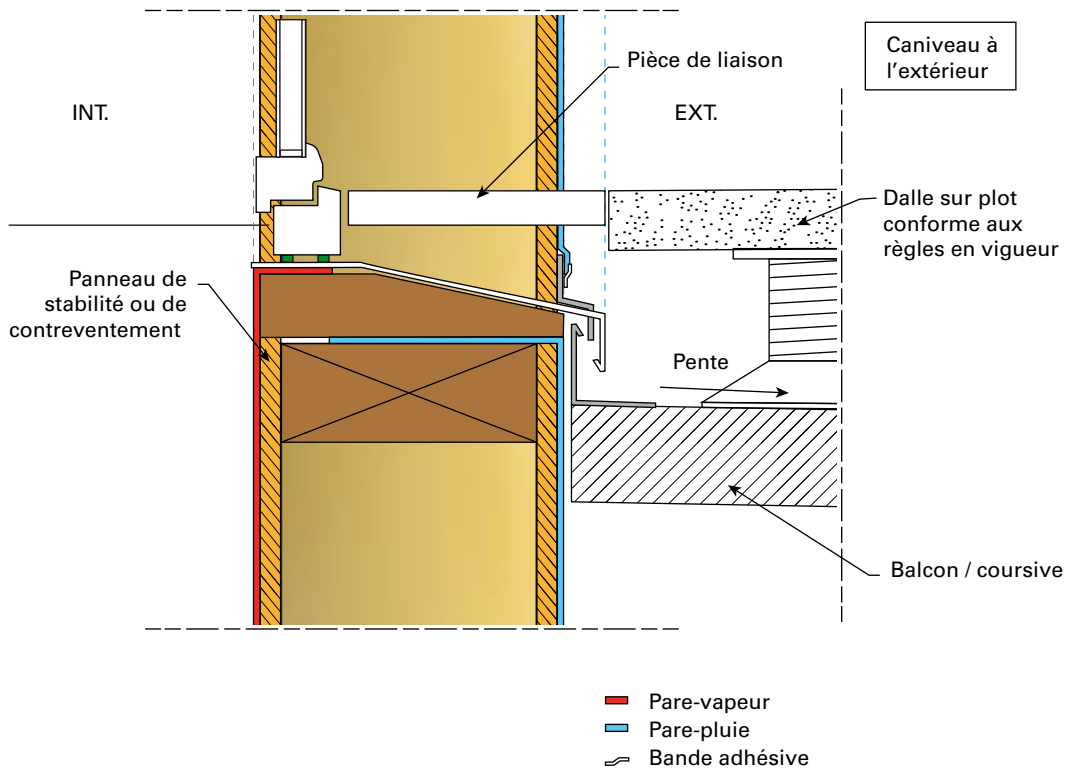 Caniveau à
l'extérieur
Pièce de liaison
INT.
EXT.
Dalle sur plot
conforme aux
règles en vigueur
Panneau de
stabilité ou de
contreventement
Pente
Balcon / coursive
Pare-vapeur
Pare-pluie
Bande adhésive